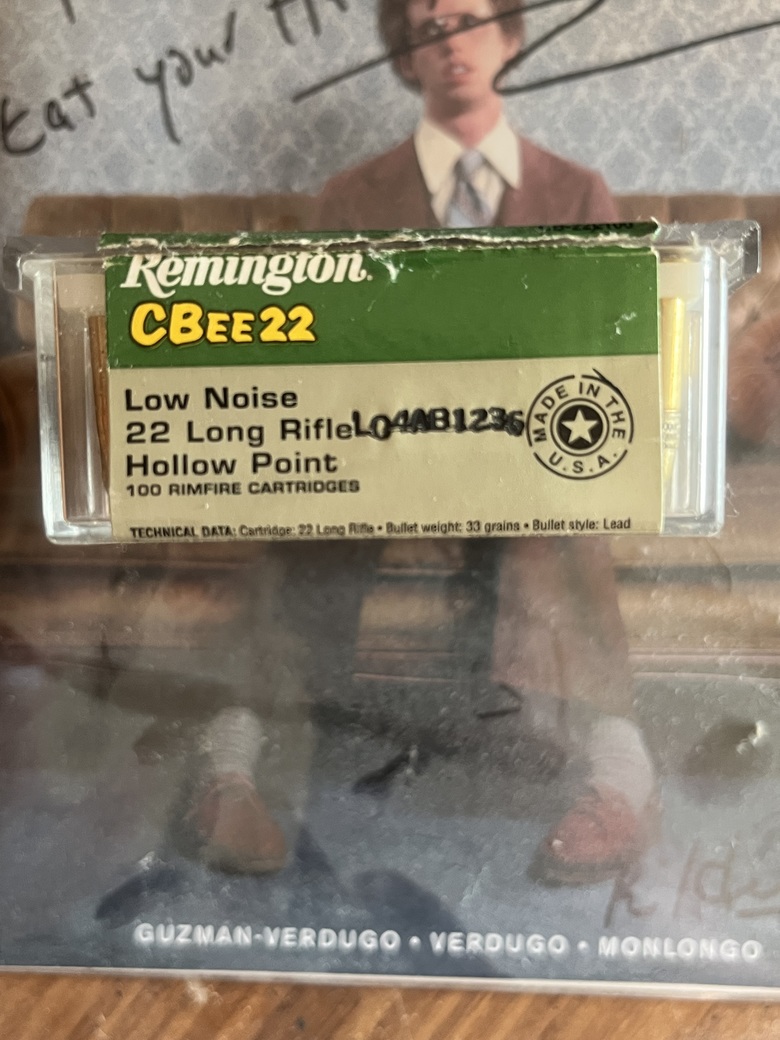 Eat your
Remington.
CBEE22
Low Noise
22 Long Rifle L04AB1236
Hollow Point
100 RIMFIRE CARTRIDGES
MADE IN THE U.S.A.
TECHNICAL DATA: Cartridge: 22 Long Rifle • Bullet weight: 33 grains • Bullet style: Lead
GUZMAN-VERDUGO • VERDUGO • MONLONGO